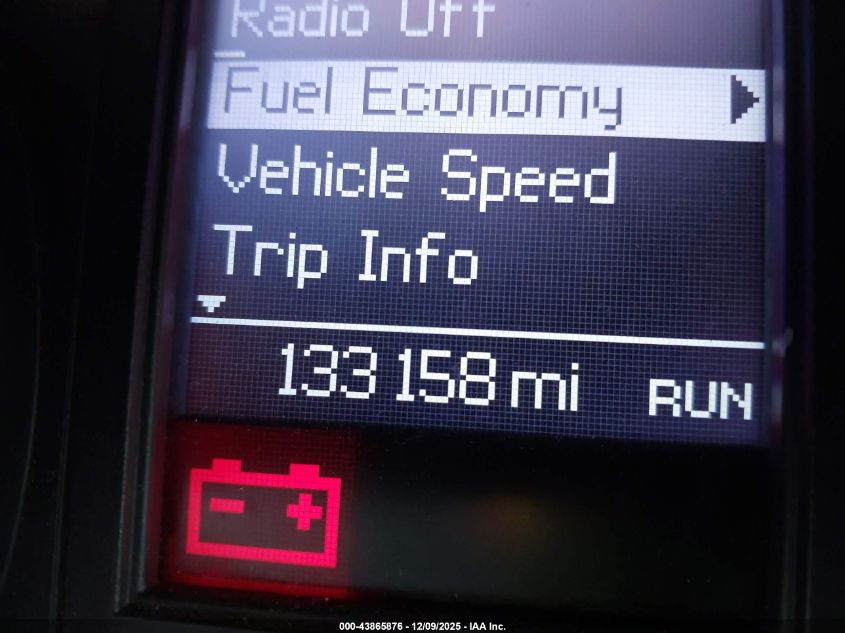 Radio Off
Fuel Economy
Vehicle Speed
Trip Info
133 158 mi RUN
000-43865876 - 12/09/2025 - IAA Inc.